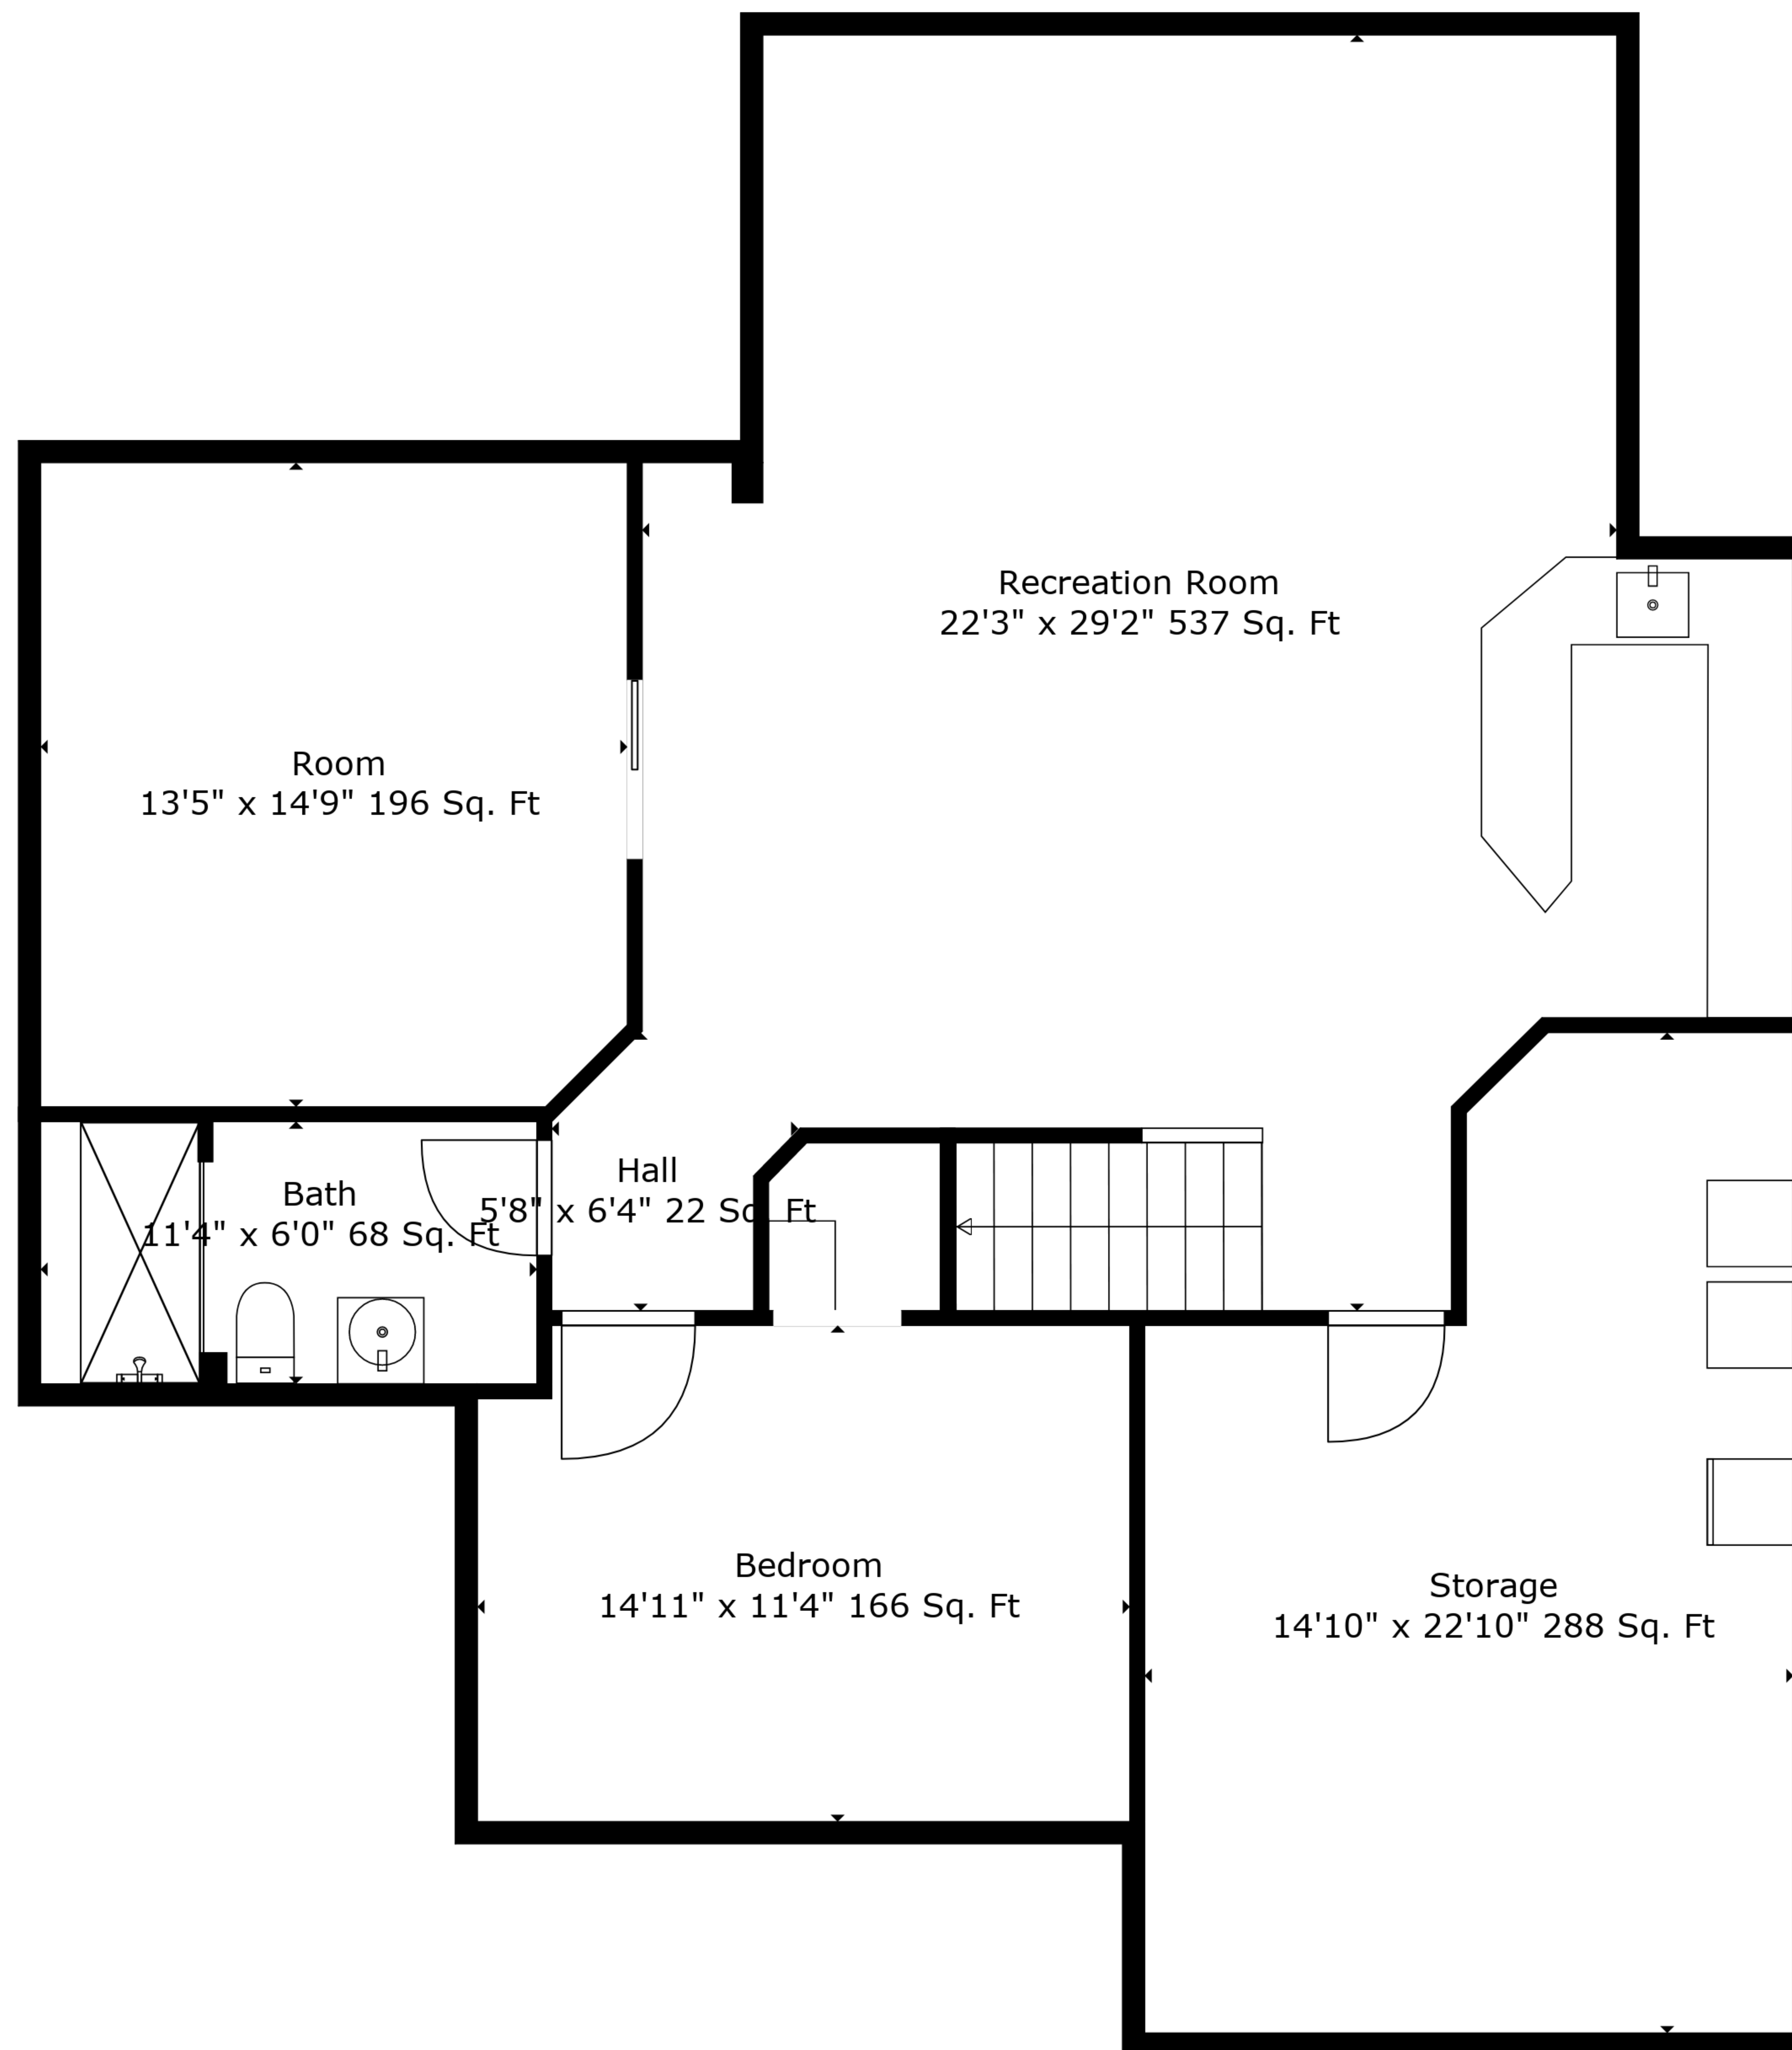 Recreation Room
22'3" x 29'2" 537 Sq. Ft
Room
13'5" x 14'9" 196 Sq. Ft
Hall
5'8" x 6'4" 22 Sq. Ft
Bath
11'4" x 6'0" 68 Sq. Ft
Bedroom
14'11" x 11'4" 166 Sq. Ft
Storage
14'10" x 22'10" 288 Sq. Ft